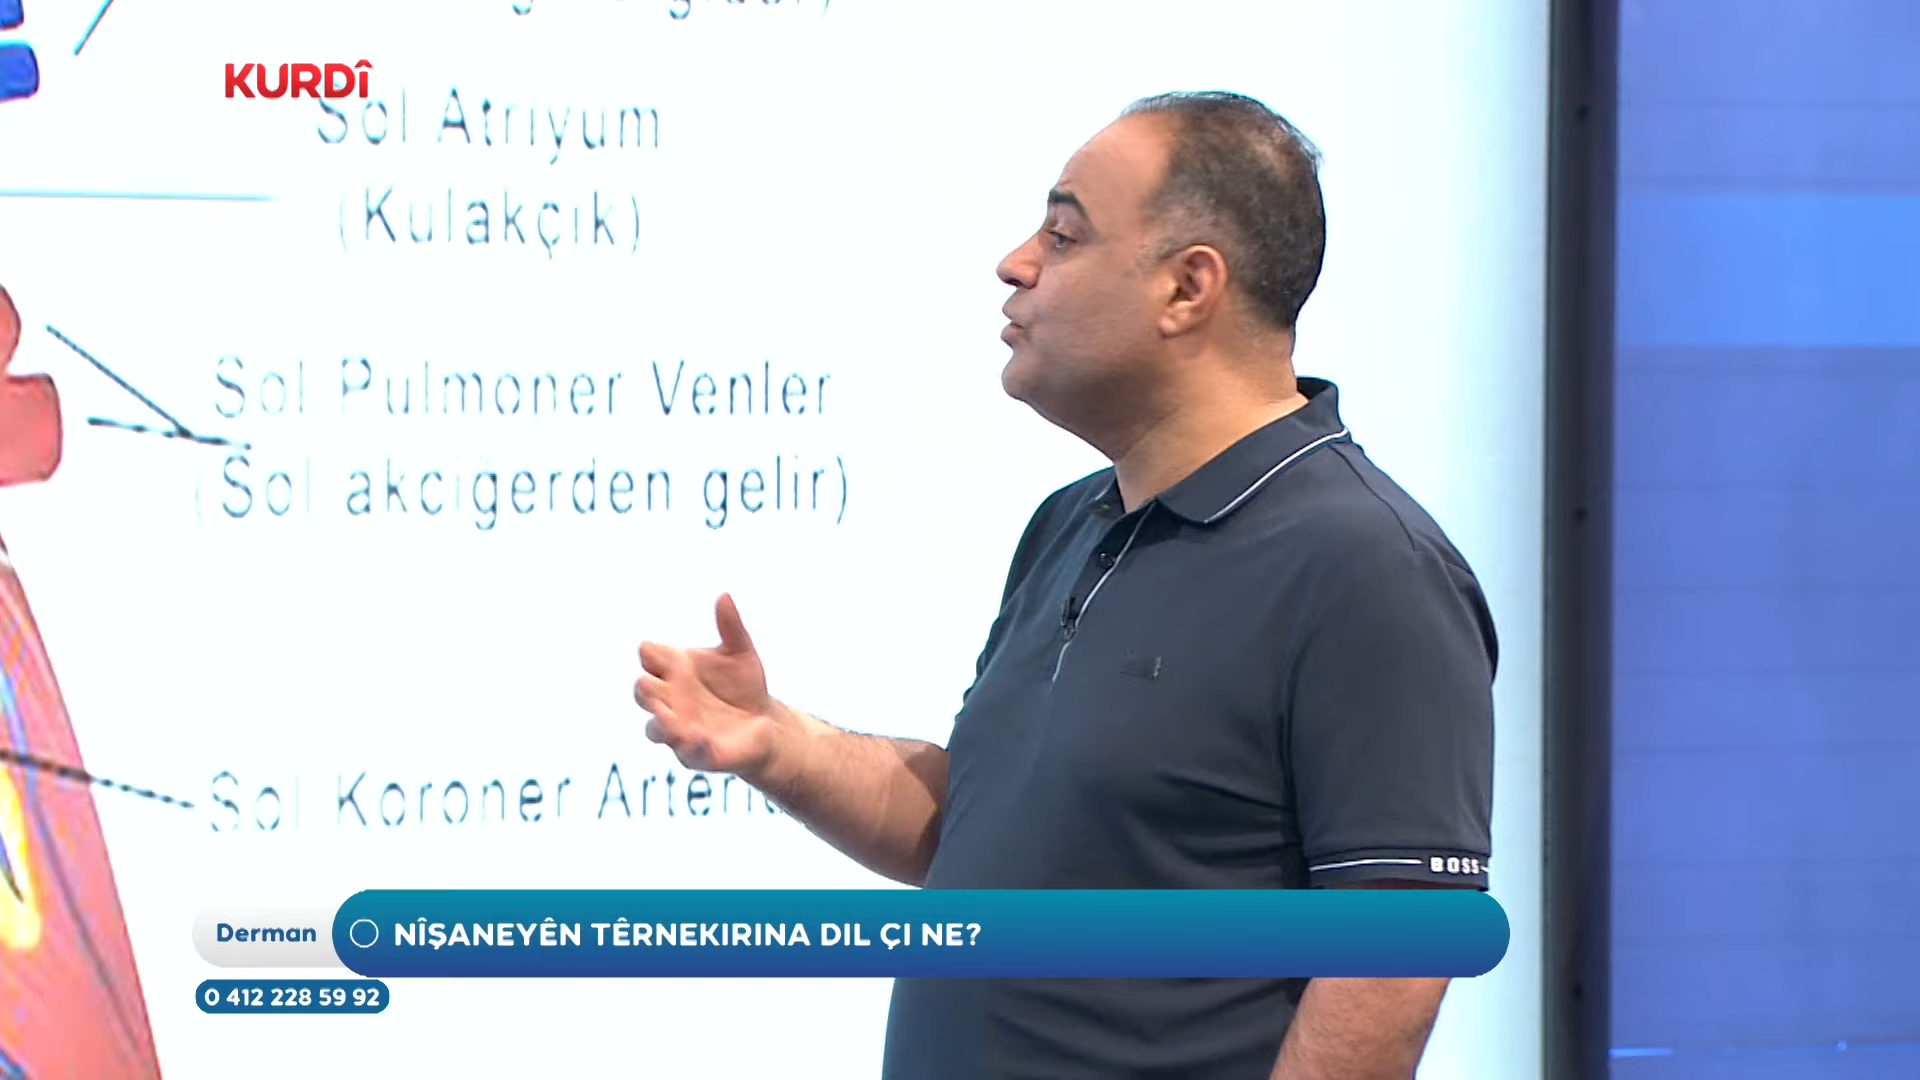 KURDÎ
Sol Atriyum
(Kulakçık)
Sol Pulmoner Venler
(Sol akciğerden gelir)
Sol Koroner
BOSS
Derman
NÎŞANEYÊN TÊRNEKIRINA DIL ÇI NE?
0 412 228 59 92